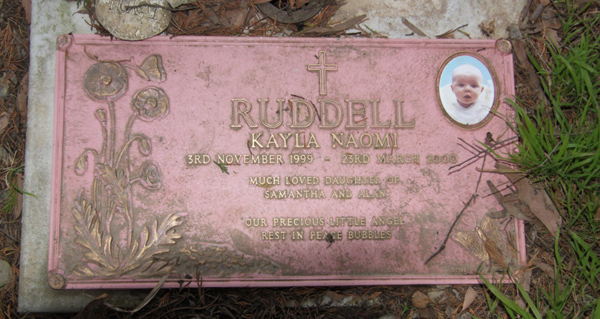 RUDDELL
KAYLA NAOMI
3RD NOVEMBER 1999 - 23RD MARCH 2000
MUCH LOVED DAUGHTER OF
SAMANTHA AND ALAN
OUR PRECIOUS LITTLE ANGEL
REST IN PEACE BUBBLES